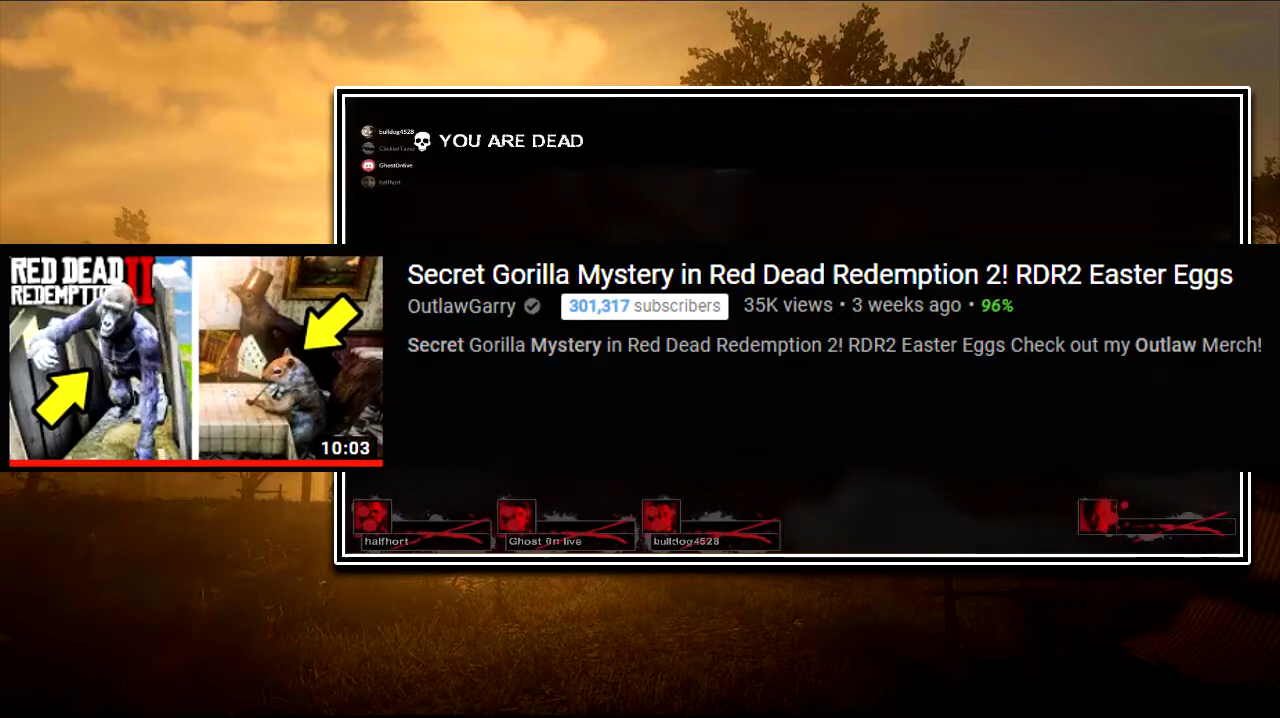 bulldog4528
YOU ARE DEAD
ClickedTazer
GhostOnlive
halfhort
RED DEAD
REDEMPTION II
10:03
Secret Gorilla Mystery in Red Dead Redemption 2! RDR2 Easter Eggs
OutlawGarry 301,317 subscribers 35K views • 3 weeks ago • 96%
Secret Gorilla Mystery in Red Dead Redemption 2! RDR2 Easter Eggs Check out my Outlaw Merch!
halfhort
Ghost 0n live
bulldog4528